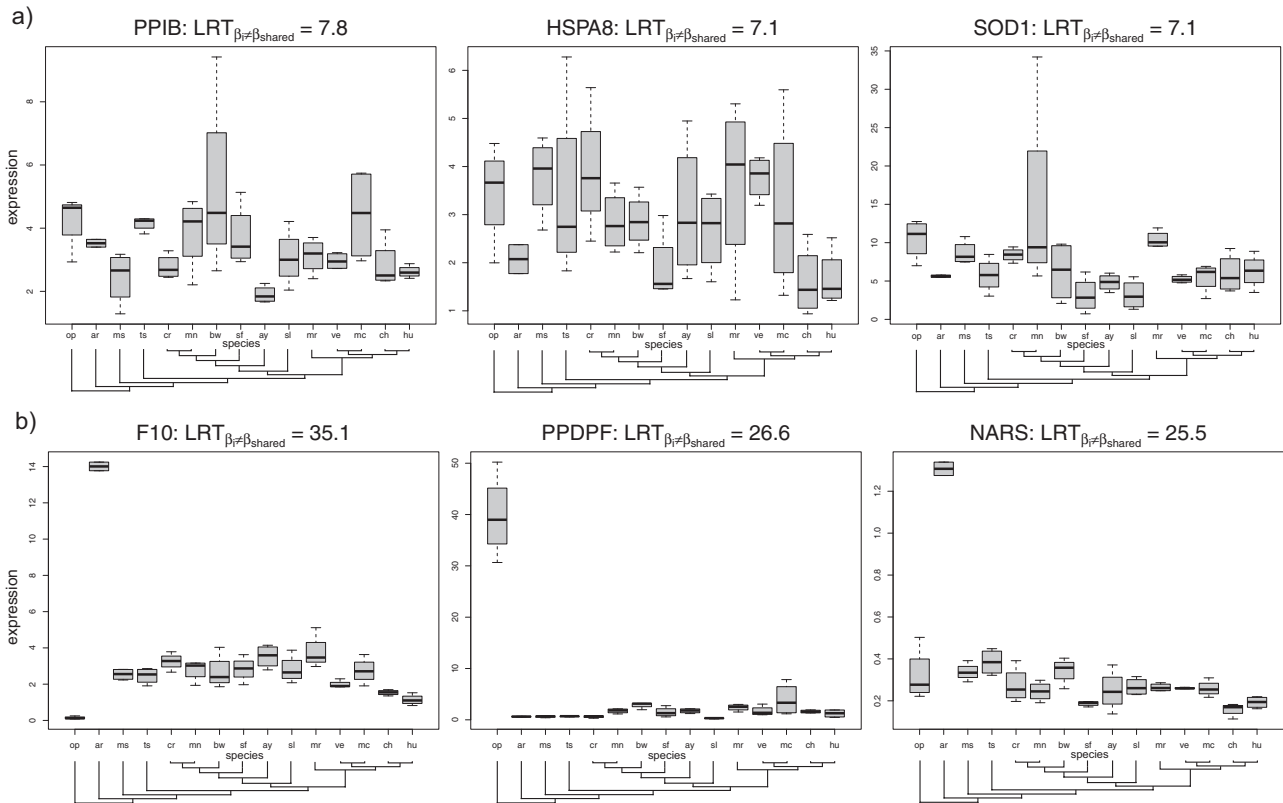 a)
PPIB: LRTβi≠βshared = 7.8
HSPA8: LRTβi≠βshared = 7.1
SOD1: LRTβi≠βshared = 7.1
expression
2 4 6 8
1 2 3 4 5 6
0 5 10 15 20 25 30 35
op ar ms ts cr mn bw sf ay sl mr ve mc ch hu
species
op ar ms ts cr mn bw sf ay sl mr ve mc ch hu
species
op ar ms ts cr mn bw sf ay sl mr ve mc ch hu
species
b)
F10: LRTβi≠βshared = 35.1
PPDPF: LRTβi≠βshared = 26.6
NARS: LRTβi≠βshared = 25.5
expression
0 2 4 6 8 10 12 14
0 10 20 30 40 50
0.2 0.4 0.6 0.8 1.0 1.2
op ar ms ts cr mn bw sf ay sl mr ve mc ch hu
species
op ar ms ts cr mn bw sf ay sl mr ve mc ch hu
species
op ar ms ts cr mn bw sf ay sl mr ve mc ch hu
species